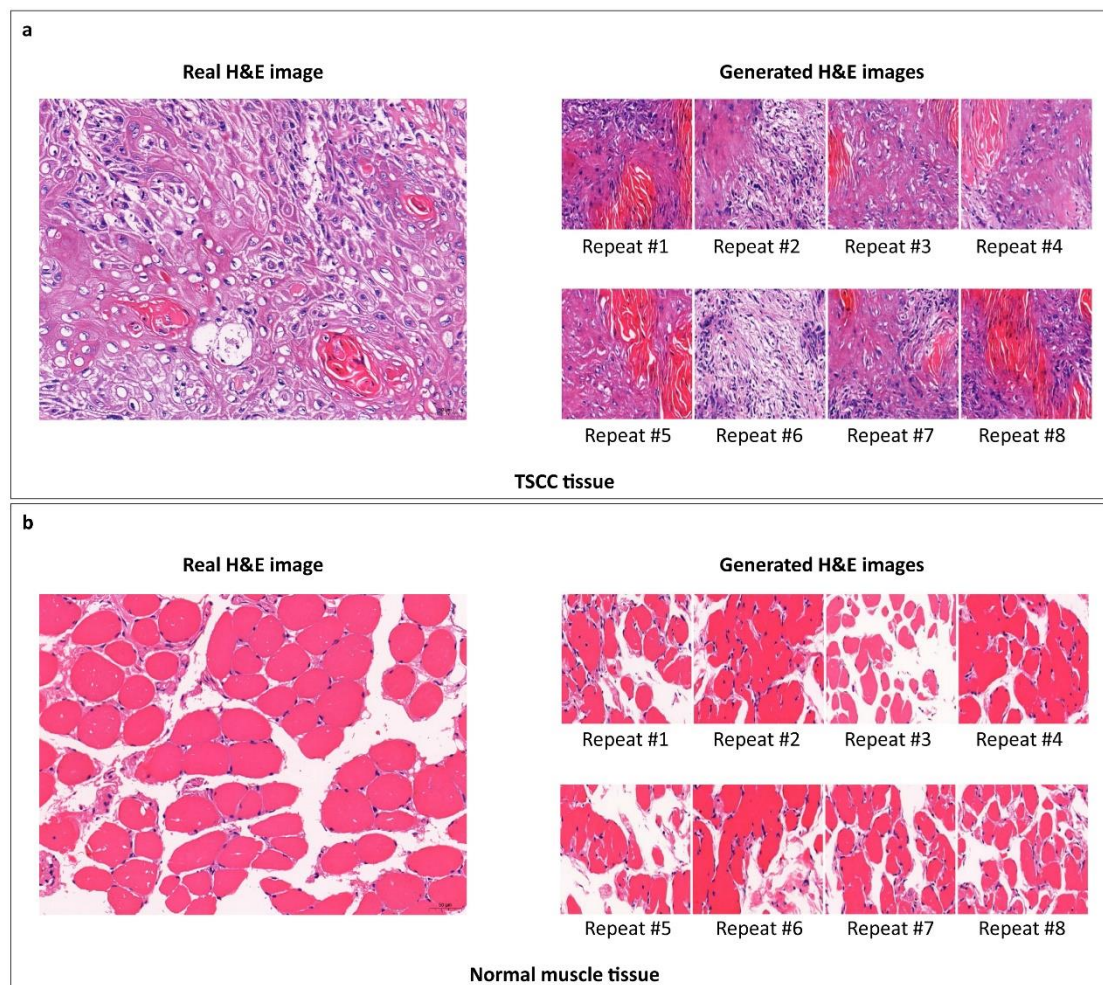 a
Real H&E image
Generated H&E images
Repeat #1 Repeat #2 Repeat #3 Repeat #4
Repeat #5 Repeat #6 Repeat #7 Repeat #8
TSCC tissue
b
Real H&E image
Generated H&E images
Repeat #1 Repeat #2 Repeat #3 Repeat #4
Repeat #5 Repeat #6 Repeat #7 Repeat #8
Normal muscle tissue